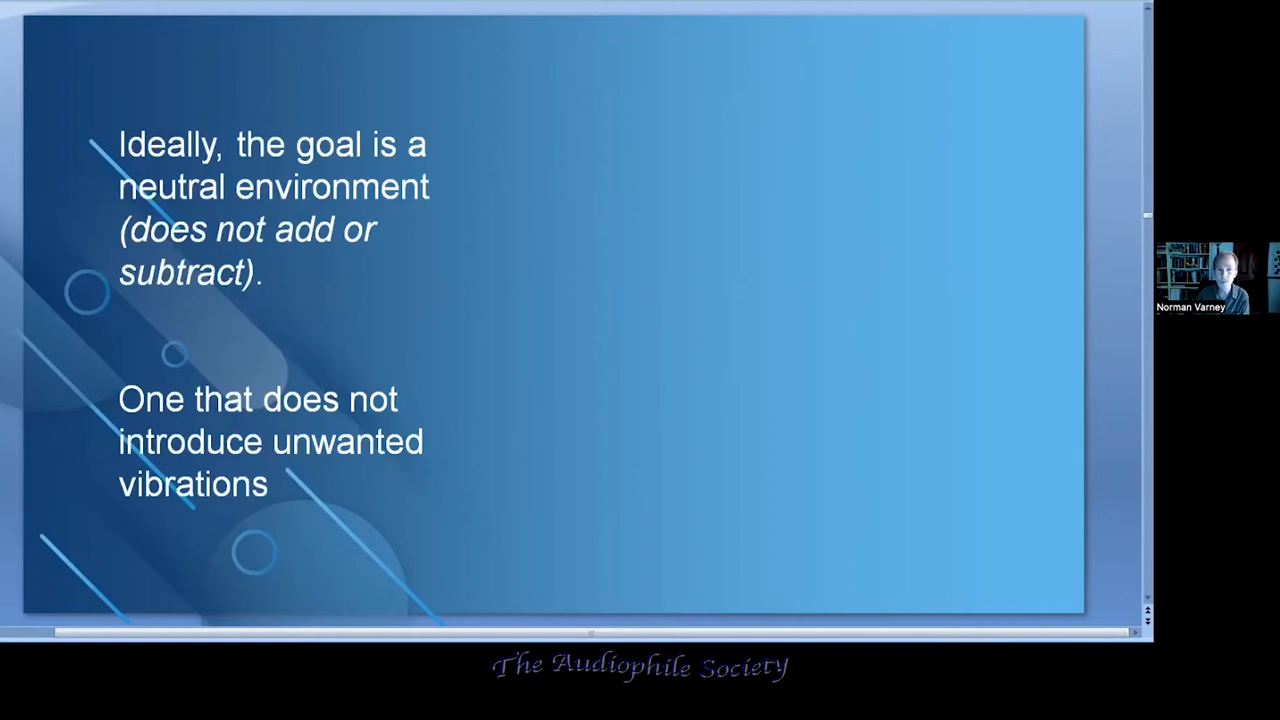 Ideally, the goal is a
neutral environment
(does not add or
subtract).
One that does not
introduce unwanted
vibrations
Norman Varney
The Audiophile Society